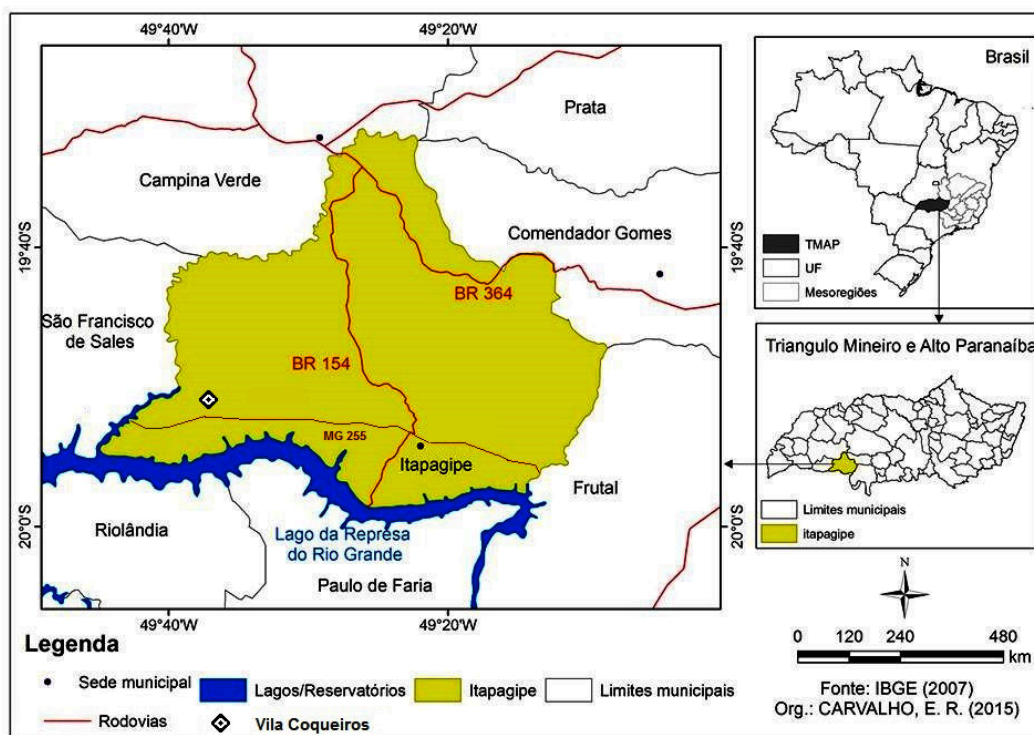 49°40'W
49°20'W
19°40'S
20°0'S
Prata
Campina Verde
Comendador Gomes
BR 364
São Francisco
de Sales
BR 154
MG 255
Itapagipe
Frutal
Riolândia
Lago da Represa
do Rio Grande
Paulo de Faria
19°40'S
20°0'S
49°40'W
49°20'W
Brasil
TMAP
UF
Mesoregiões
Triangulo Mineiro e Alto Paranaíba
Limites municipais
itapagipe
N
0 120 240 480
km
Fonte: IBGE (2007)
Org.: CARVALHO, E. R. (2015)
Legenda
Sede municipal
Lagos/Reservatórios
Itapagipe
Limites municipais
Rodovias
Vila Coqueiros